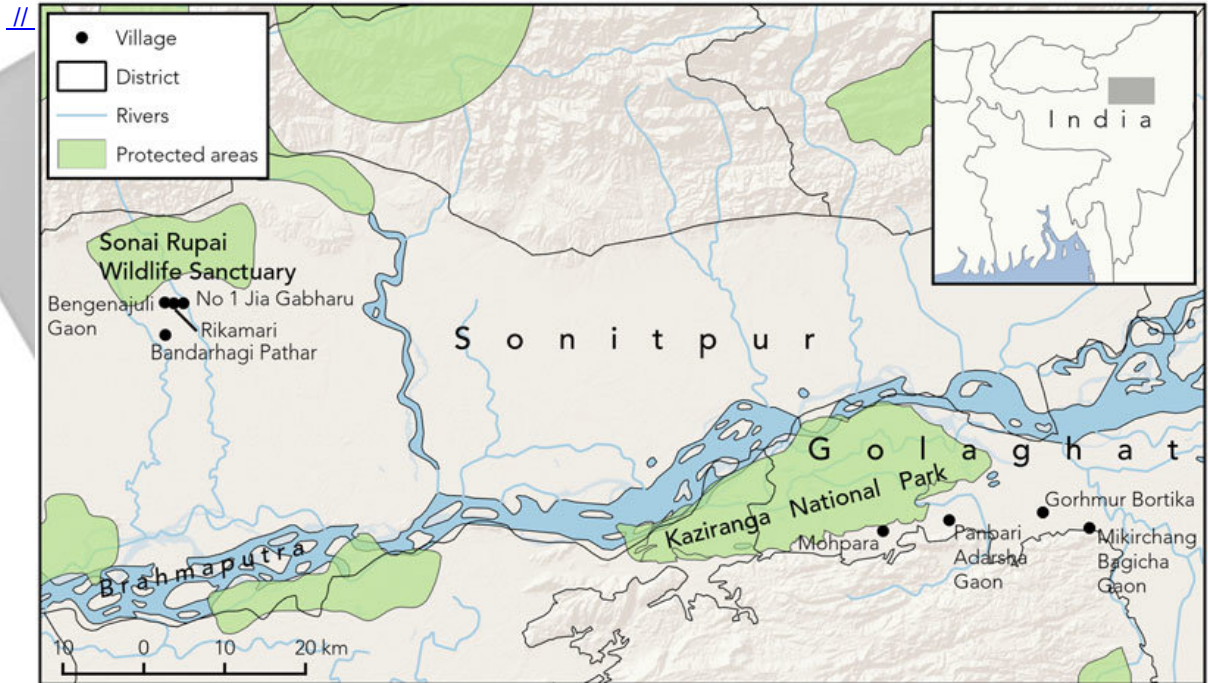 //
Village
District
Rivers
Protected areas
India
Sonai Rupai
Wildlife Sanctuary
Bengenajuli
Gaon
No 1 Jia Gabharu
Rikamari
Bandarhagi Pathar
Sonitpur
Golaghat
Kaziranga National Park
Gorhmur Bortika
Mohpara
Panbari
Adarsha
Gaon
Mikirchang
Bagicha
Gaon
Brahmaputra
10 0 10 20 km